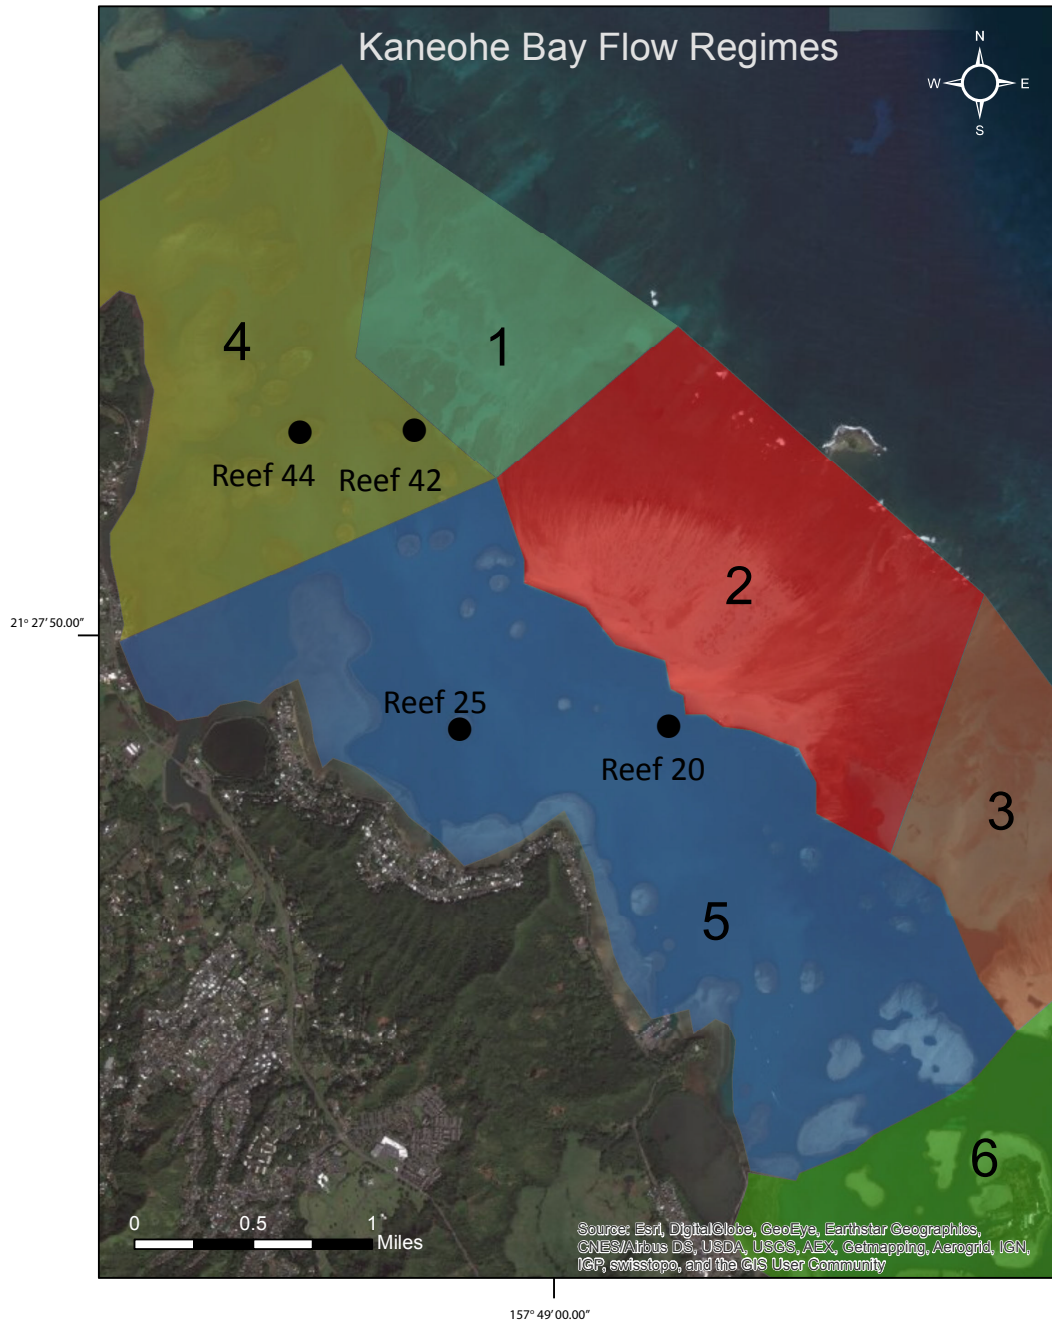 Kaneohe Bay Flow Regimes
N
W
E
S
4
1
Reef 44
Reef 42
2
21° 27' 50.00"
Reef 25
Reef 20
3
5
6
0
0.5
1
Miles
Source: Esri, DigitalGlobe, GeoEye, Earthstar Geographics,
CNES/Airbus DS, USDA, USGS, AEX, Getmapping, Aerogrid, IGN,
IGP, swisstopo, and the GIS User Community
157° 49' 00.00"